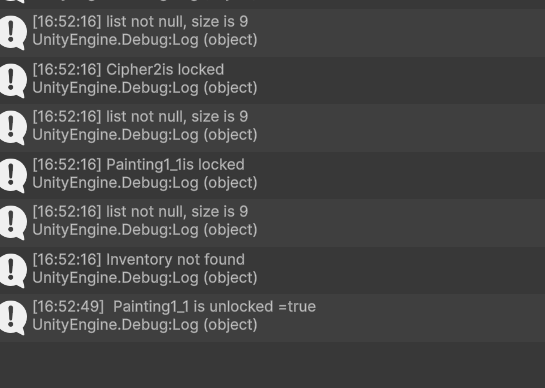 [16:52:16] list not null, size is 9
UnityEngine.Debug:Log (object)
[16:52:16] Cipher2is locked
UnityEngine.Debug:Log (object)
[16:52:16] list not null, size is 9
UnityEngine.Debug:Log (object)
[16:52:16] Painting1_1is locked
UnityEngine.Debug:Log (object)
[16:52:16] list not null, size is 9
UnityEngine.Debug:Log (object)
[16:52:16] Inventory not found
UnityEngine.Debug:Log (object)
[16:52:49]  Painting1_1 is unlocked =true
UnityEngine.Debug:Log (object)